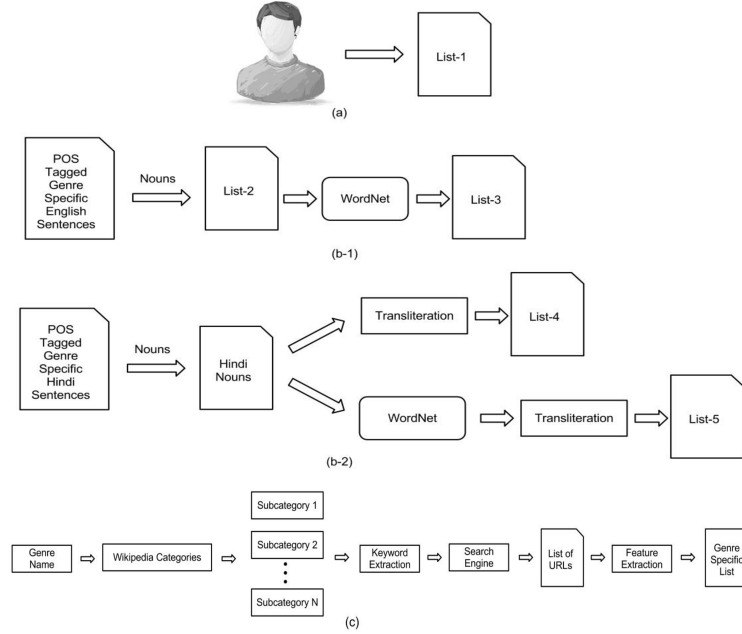 List-1
(a)
POS
Tagged
Genre
Specific
English
Sentences
Nouns
List-2
WordNet
List-3
(b-1)
POS
Tagged
Genre
Specific
Hindi
Sentences
Nouns
Hindi
Nouns
Transliteration
List-4
WordNet
Transliteration
List-5
(b-2)
Genre
Name
Wikipedia Categories
Subcategory 1
Subcategory 2
Subcategory N
Keyword
Extraction
Search
Engine
List of
URLs
Feature
Extraction
Genre
Specific
List
(c)